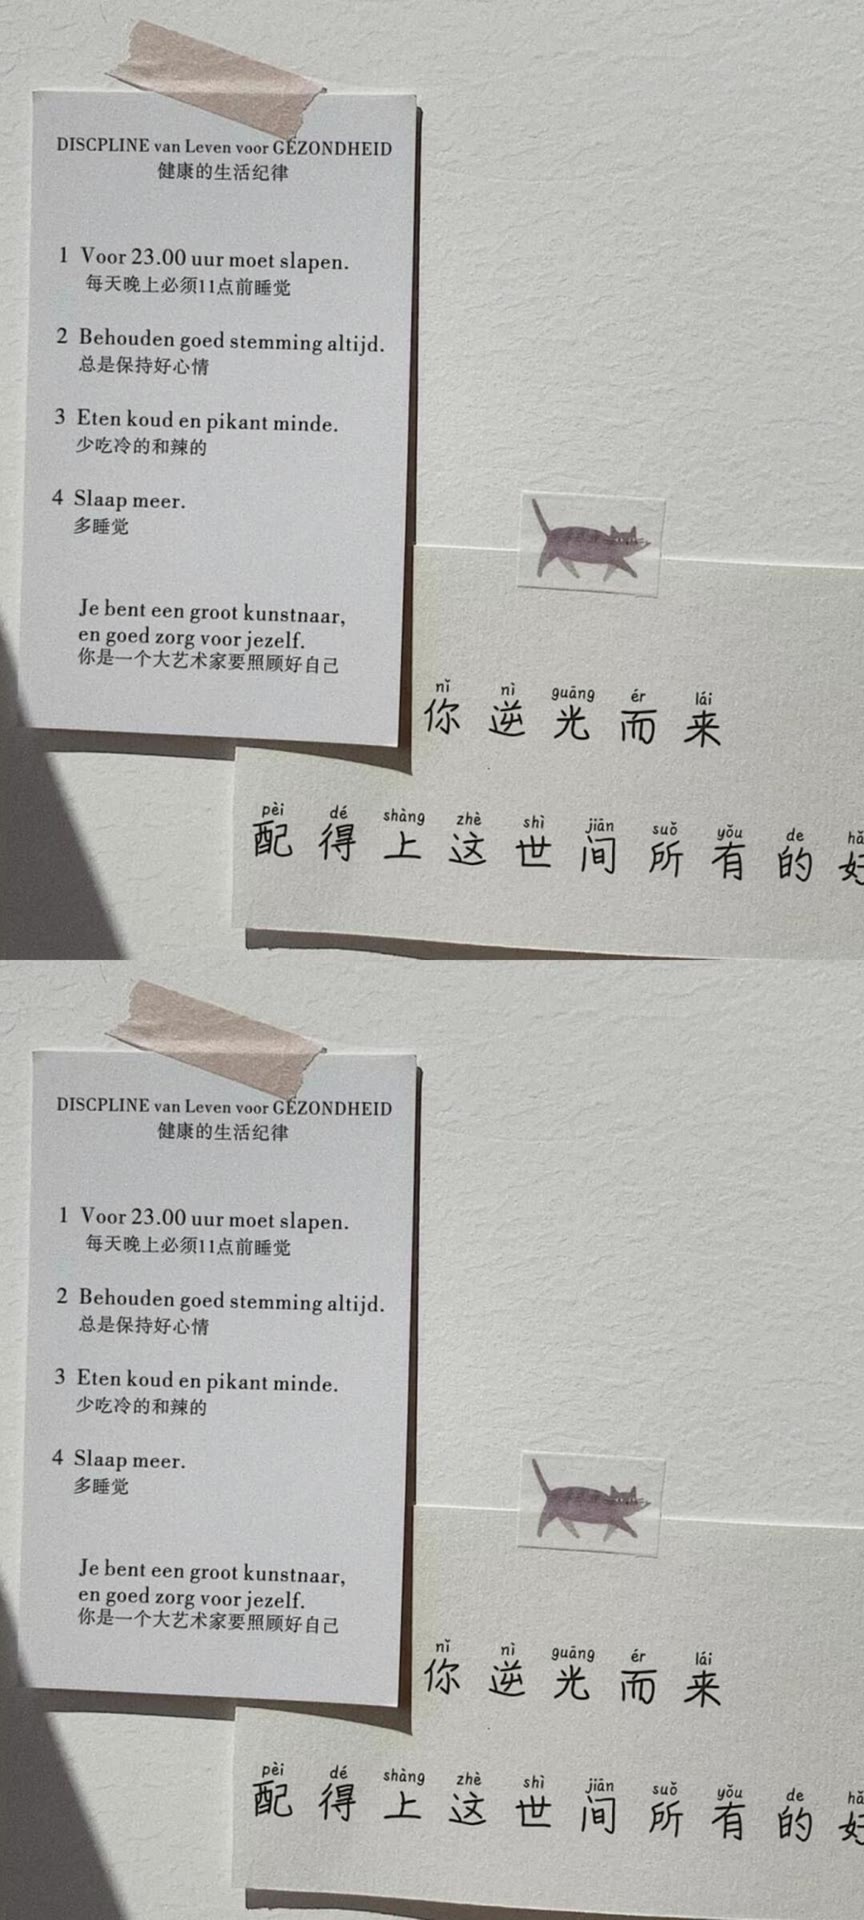 DISCPLINE van Leven voor GEZONDHEID
健康的生活纪律
1 Voor 23.00 uur moet slapen.
每天晚上必须11点前睡觉
2 Behouden goed stemming altijd.
总是保持好心情
3 Eten koud en pikant minde.
少吃冷的和辣的
4 Slaap meer.
多睡觉
Je bent een groot kunstnaar,
en goed zorg voor jezelf.
你是一个大艺术家要照顾好自己
nǐ nì guāng ér lái
你逆光而来
pèi dé shàng zhè shì jiān suǒ yǒu de hǎ
配得上这世间所有的好
DISCPLINE van Leven voor GEZONDHEID
健康的生活纪律
1 Voor 23.00 uur moet slapen.
每天晚上必须11点前睡觉
2 Behouden goed stemming altijd.
总是保持好心情
3 Eten koud en pikant minde.
少吃冷的和辣的
4 Slaap meer.
多睡觉
Je bent een groot kunstnaar,
en goed zorg voor jezelf.
你是一个大艺术家要照顾好自己
nǐ nì guāng ér lái
你逆光而来
pèi dé shàng zhè shì jiān suǒ yǒu de hǎ
配得上这世间所有的好